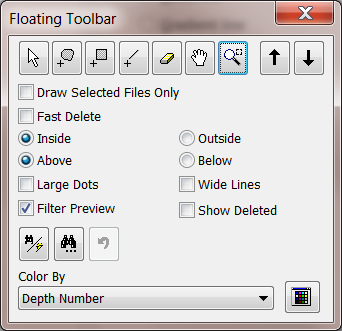 Floating Toolbar
Draw Selected Files Only
Fast Delete
Inside
Outside
Above
Below
Large Dots
Wide Lines
Filter Preview
Show Deleted
Color By
Depth Number